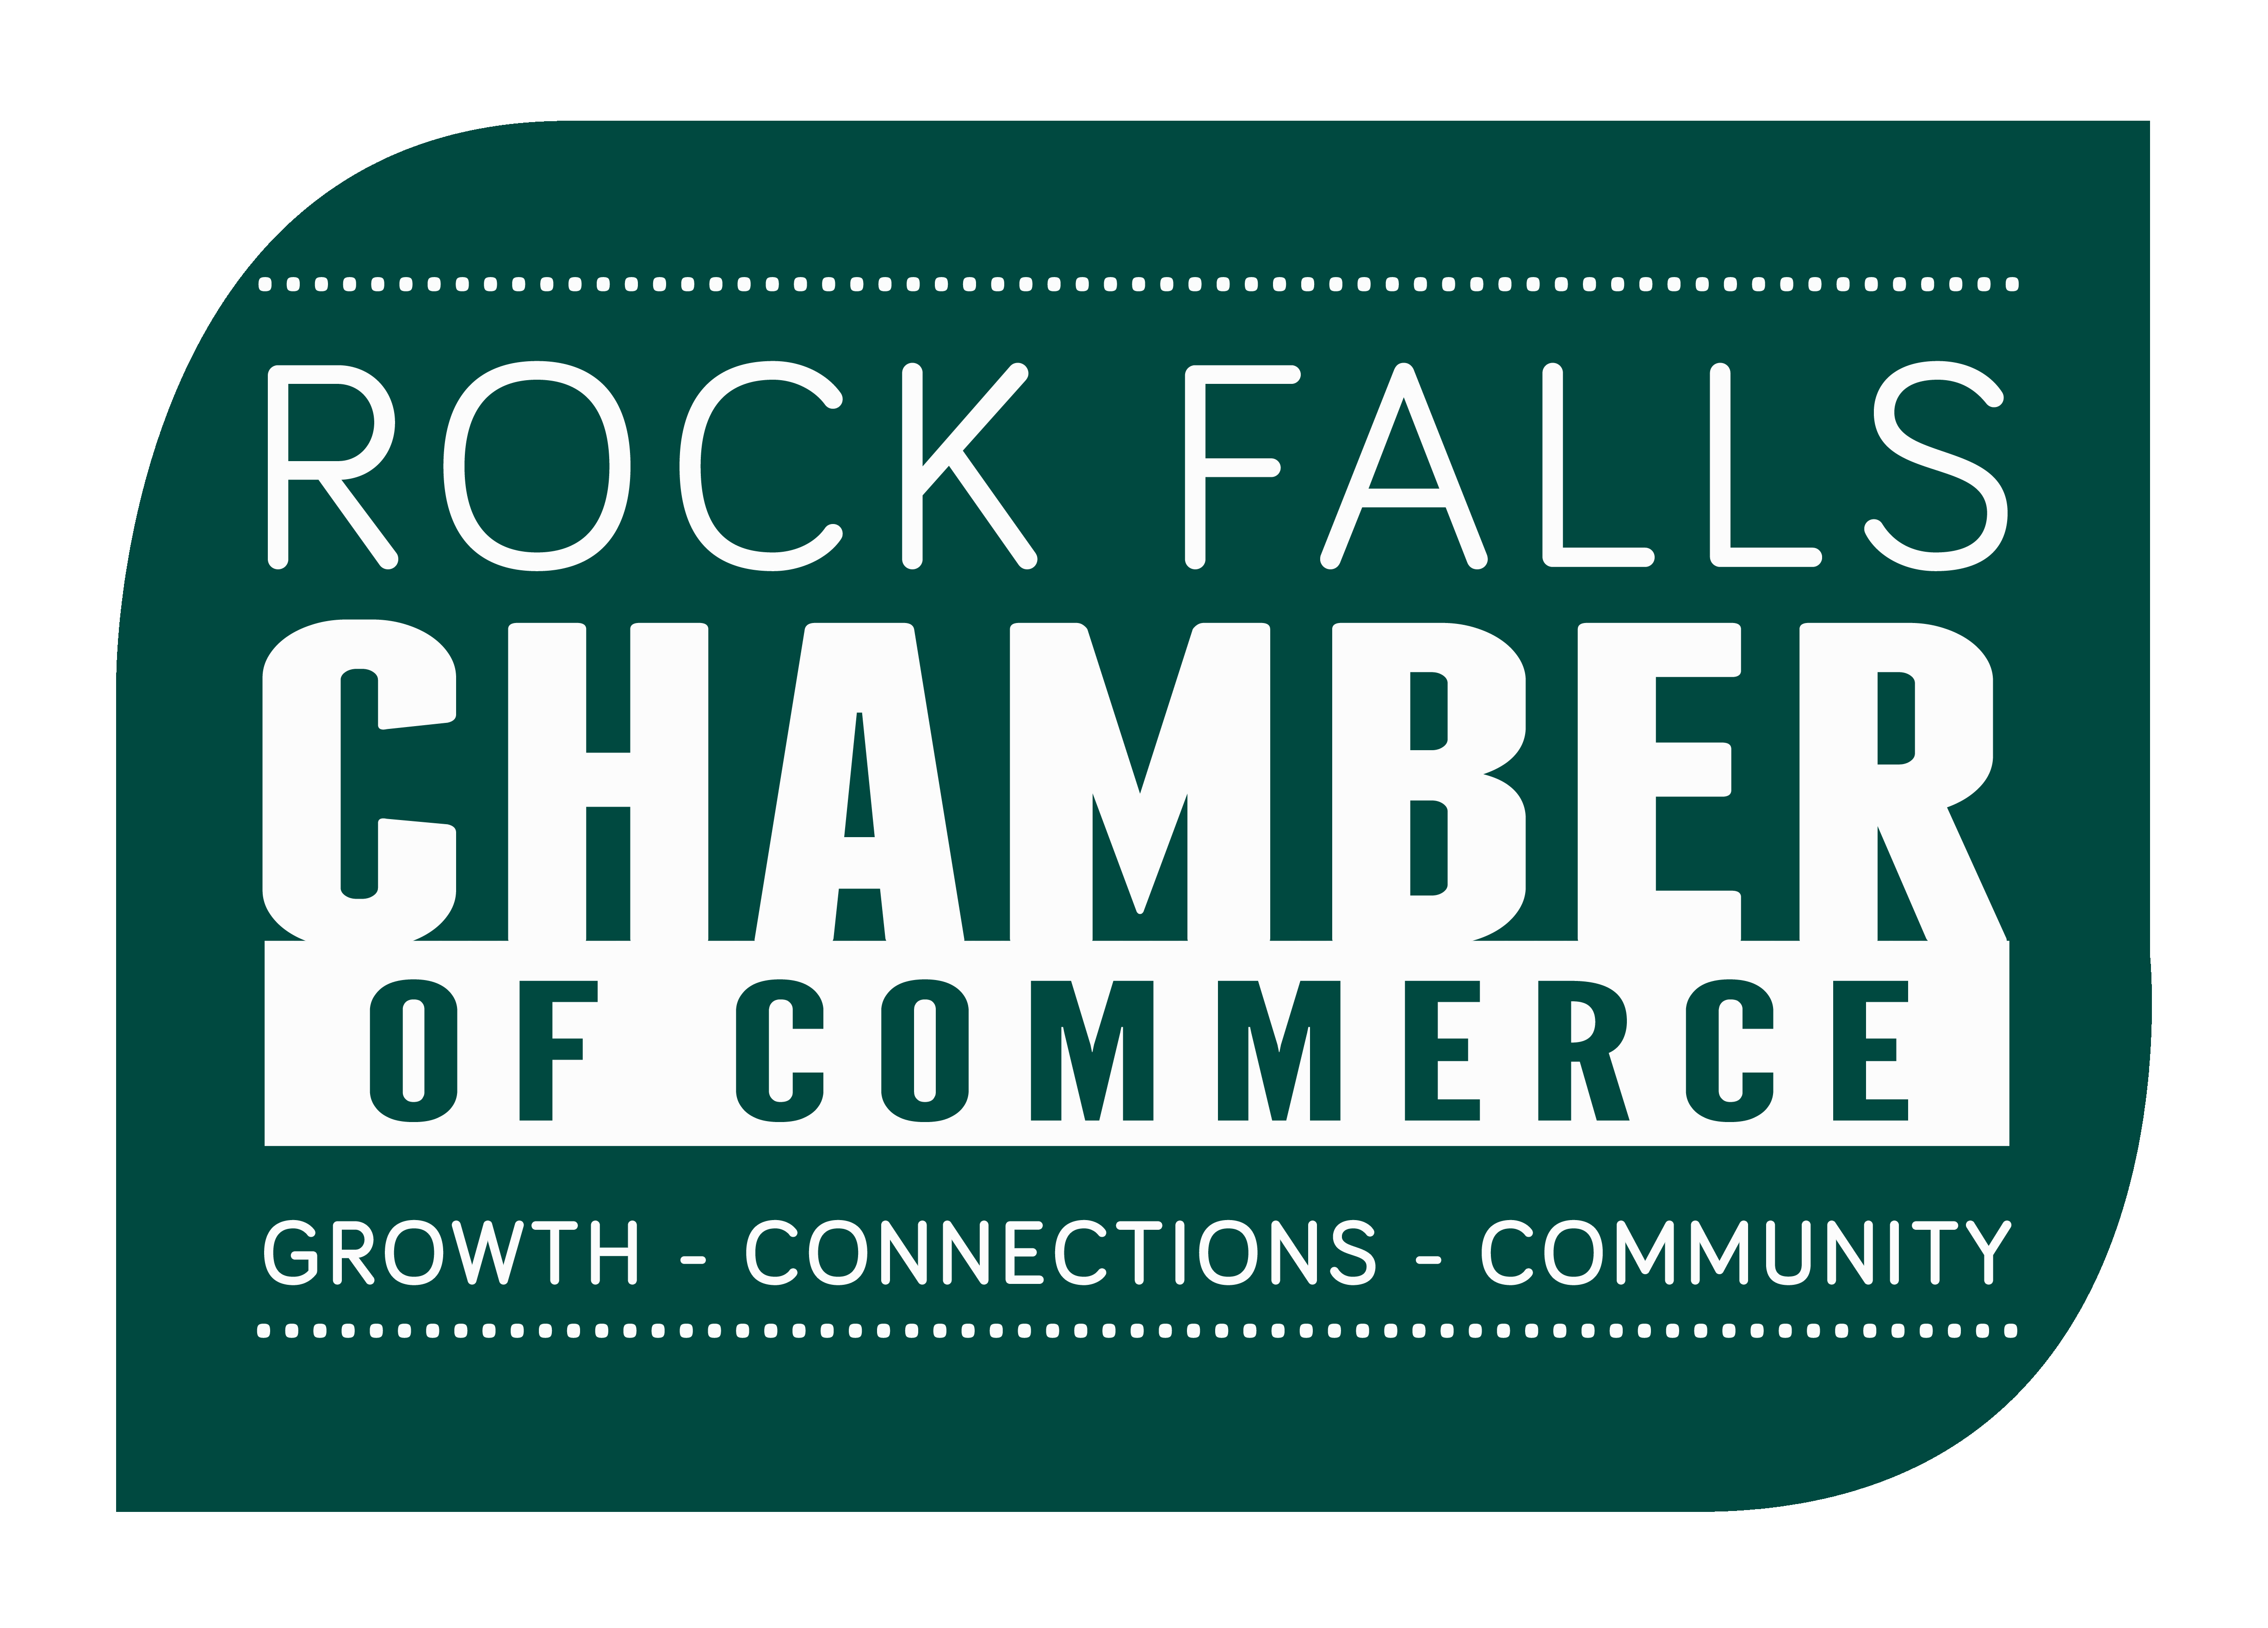 ROCK FALLS
CHAMBER
OF COMMERCE
GROWTH - CONNECTIONS - COMMUNITY